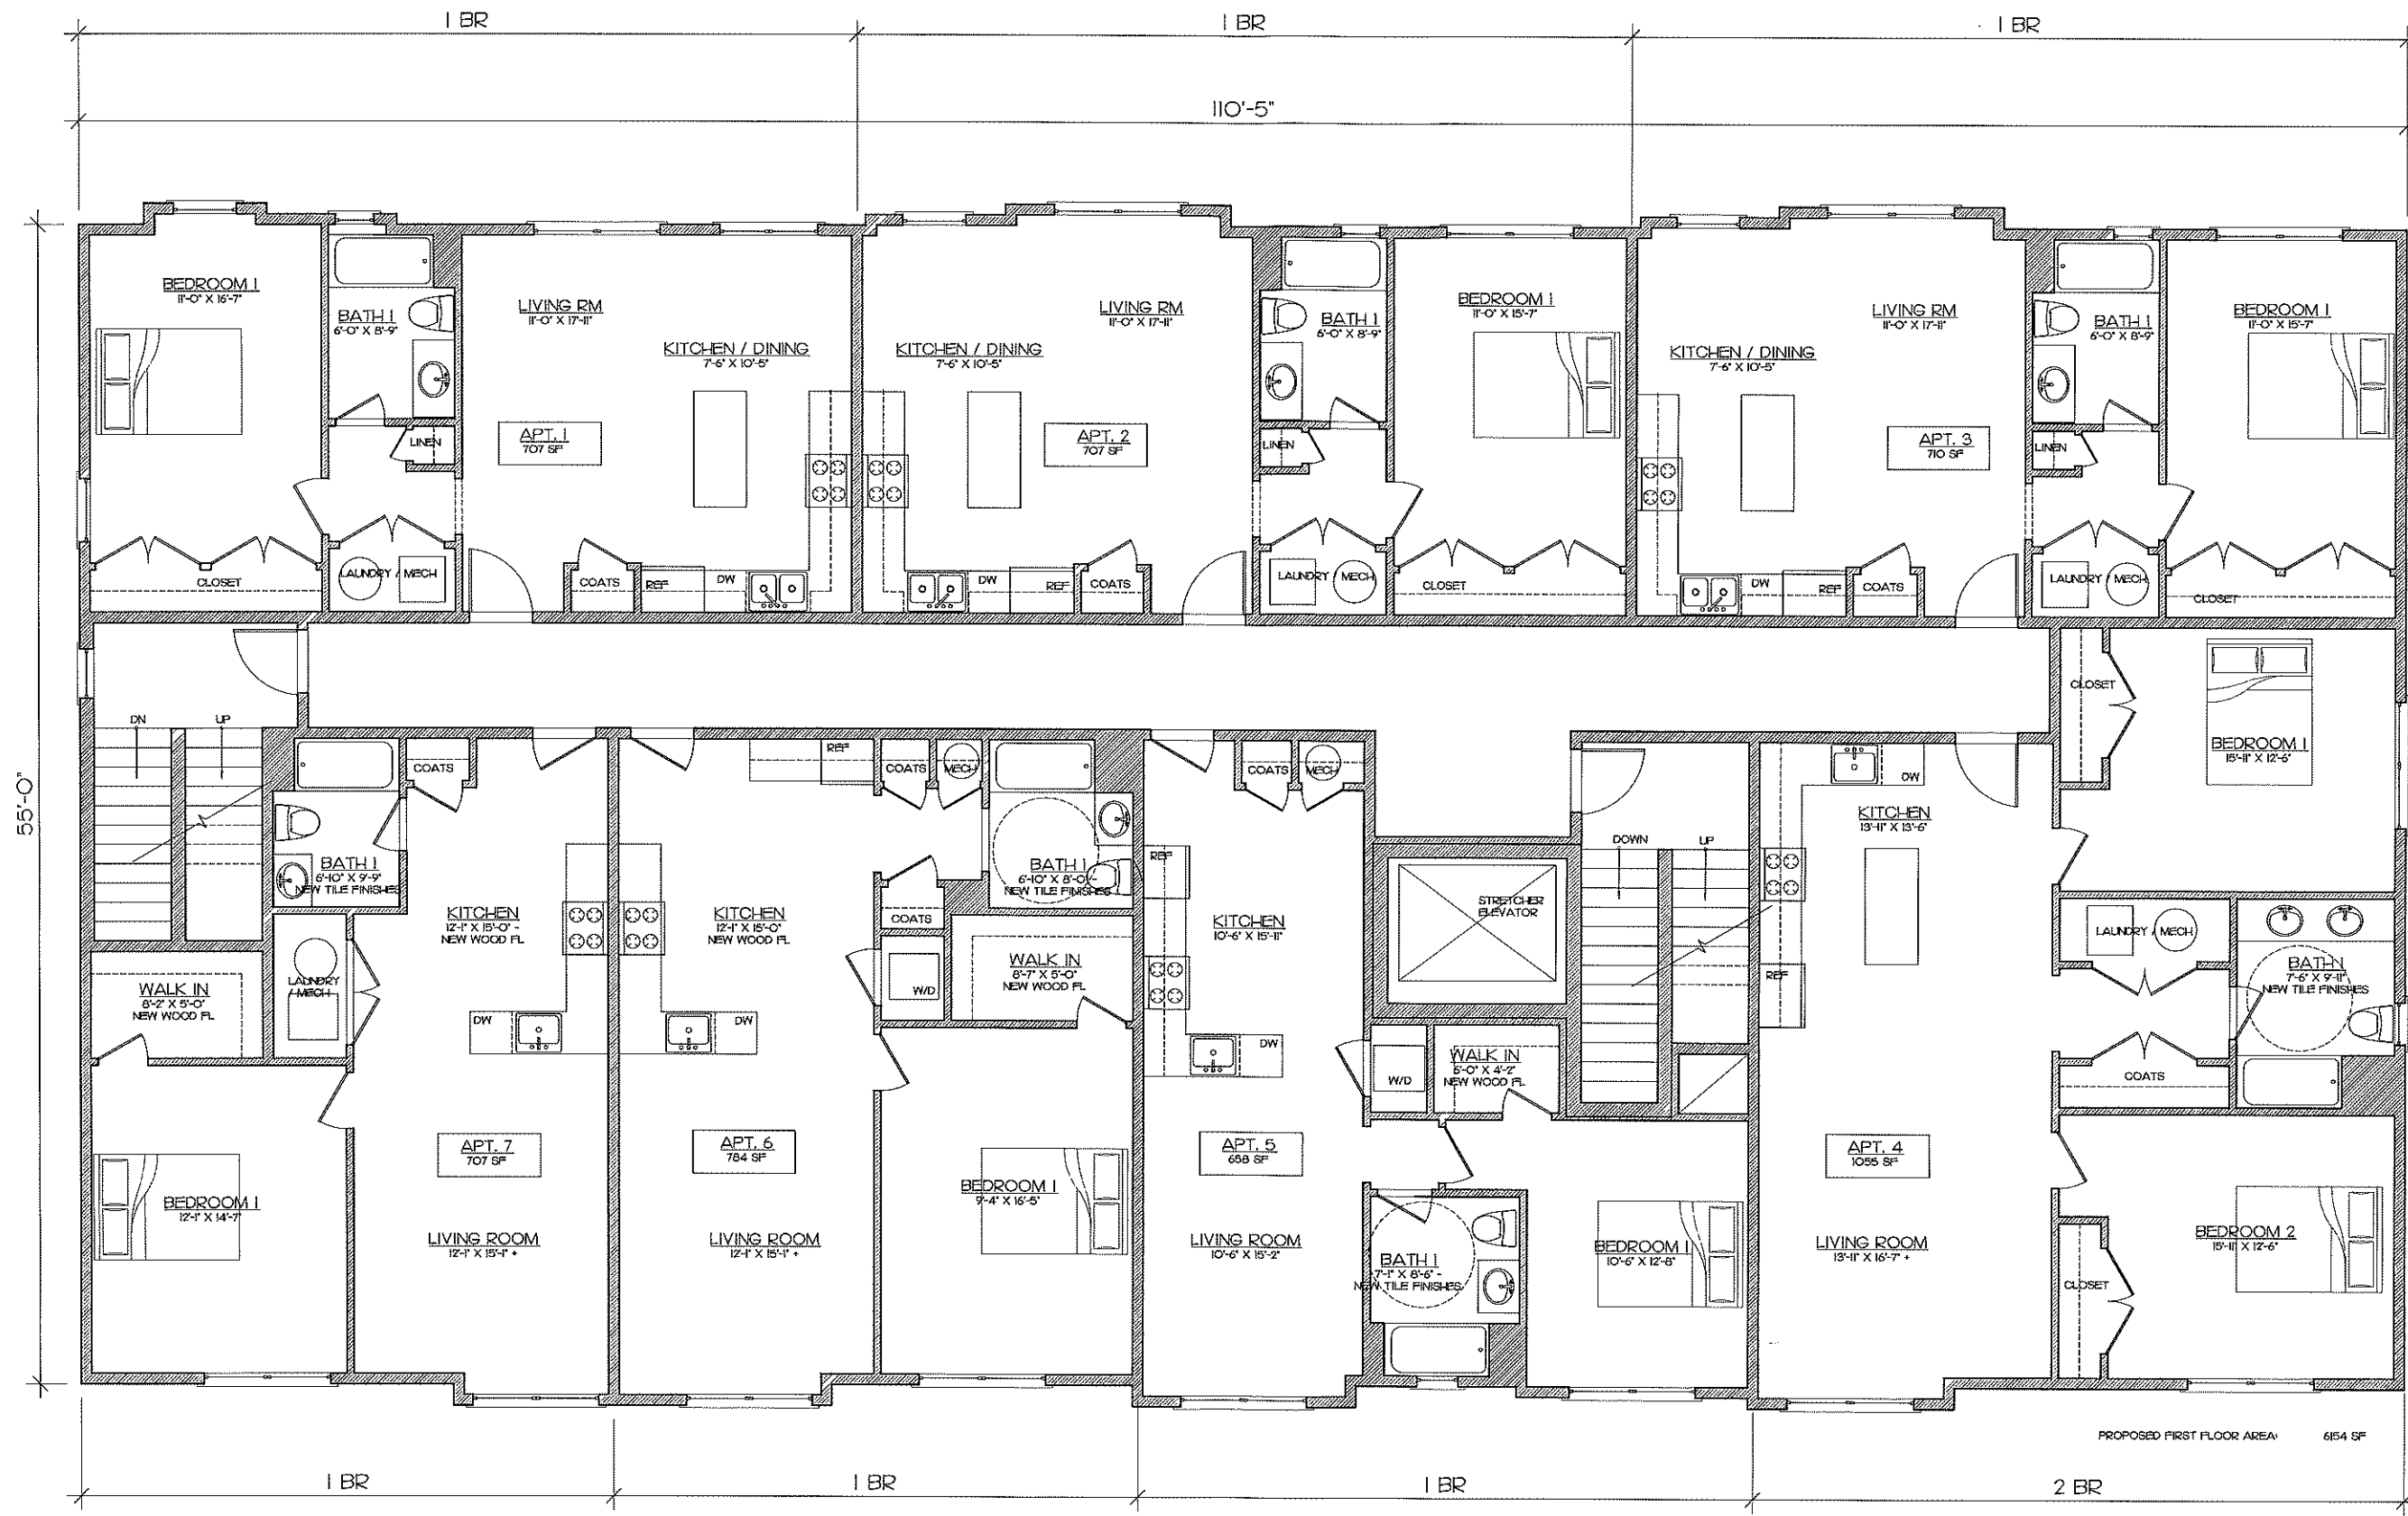 1 BR
1 BR
1 BR
110'-5"
55'-0"
BEDROOM 1
11'-0" X 16'-7"
BATH 1
6'-0" X 8'-9"
LINEN
CLOSET
LAUNDRY / MECH
LIVING RM
11'-0" X 17'-11"
KITCHEN / DINING
7'-6" X 10'-5"
APT. 1
707 SF
COATS
REF
DW
KITCHEN / DINING
7'-6" X 10'-5"
LIVING RM
11'-0" X 17'-11"
APT. 2
707 SF
DW
REF
COATS
BATH 1
6'-0" X 8'-9"
LINEN
LAUNDRY / MECH
BEDROOM 1
11'-0" X 15'-7"
CLOSET
KITCHEN / DINING
7'-6" X 10'-5"
LIVING RM
11'-0" X 17'-11"
APT. 3
710 SF
DW
REF
COATS
BATH 1
6'-0" X 8'-9"
LINEN
LAUNDRY / MECH
BEDROOM 1
11'-0" X 15'-7"
CLOSET
DN
UP
BATH 1
6'-10" X 9'-9"
NEW TILE FINISHES
COATS
KITCHEN
12'-1" X 15'-0" -
NEW WOOD FL
LAUNDRY
/ MECH
WALK IN
8'-2" X 5'-0"
NEW WOOD FL
DW
APT. 7
707 SF
BEDROOM 1
12'-1" X 14'-7"
LIVING ROOM
12'-1" X 15'-1" +
REF
COATS
MECH
KITCHEN
12'-1" X 15'-0"
NEW WOOD FL
BATH 1
6'-10" X 8'-0" -
NEW TILE FINISHES
COATS
W/D
WALK IN
8'-7" X 5'-0"
NEW WOOD FL
DW
APT. 6
784 SF
LIVING ROOM
12'-1" X 15'-1" +
BEDROOM 1
9'-4" X 16'-5"
COATS
MECH
REF
KITCHEN
10'-6" X 15'-11"
DW
STRETCHER
ELEVATOR
DOWN
UP
W/D
WALK IN
6'-0" X 4'-2"
NEW WOOD FL
APT. 5
658 SF
LIVING ROOM
10'-6" X 15'-2"
BATH 1
7'-1" X 8'-6" -
NEW TILE FINISHES
BEDROOM 1
10'-6" X 12'-8"
DW
KITCHEN
13'-11" X 13'-6"
REF
CLOSET
BEDROOM 1
15'-11" X 12'-6"
LAUNDRY / MECH
BATH 1
7'-6" X 9'-11"
NEW TILE FINISHES
COATS
APT. 4
1055 SF
LIVING ROOM
13'-11" X 16'-7" +
BEDROOM 2
15'-11" X 12'-6"
CLOSET
PROPOSED FIRST FLOOR AREA: 6154 SF
1 BR
1 BR
1 BR
2 BR